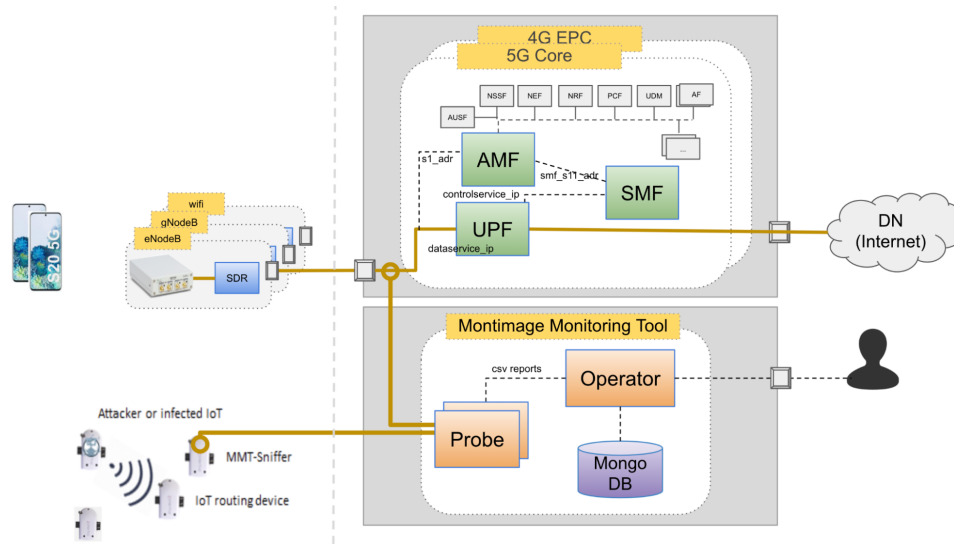 4G EPC
5G Core
NSSF
NEF
NRF
PCF
UDM
AF
AUSF
...
s1_adr
AMF
smf_s11_adr
SMF
controlservice_ip
UPF
dataservice_ip
DN
(Internet)
wifi
gNodeB
eNodeB
SDR
S20 5G
Montimage Monitoring Tool
csv reports
Operator
Probe
Mongo
DB
Attacker or infected IoT
MMT-Sniffer
IoT routing device